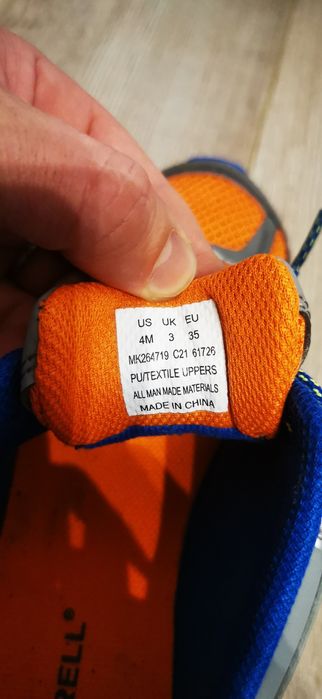 US UK EU
4M 3 35
MK264719 C21 61726
PU/TEXTILE UPPERS
ALL MAN MADE MATERIALS
MADE IN CHINA
RELL